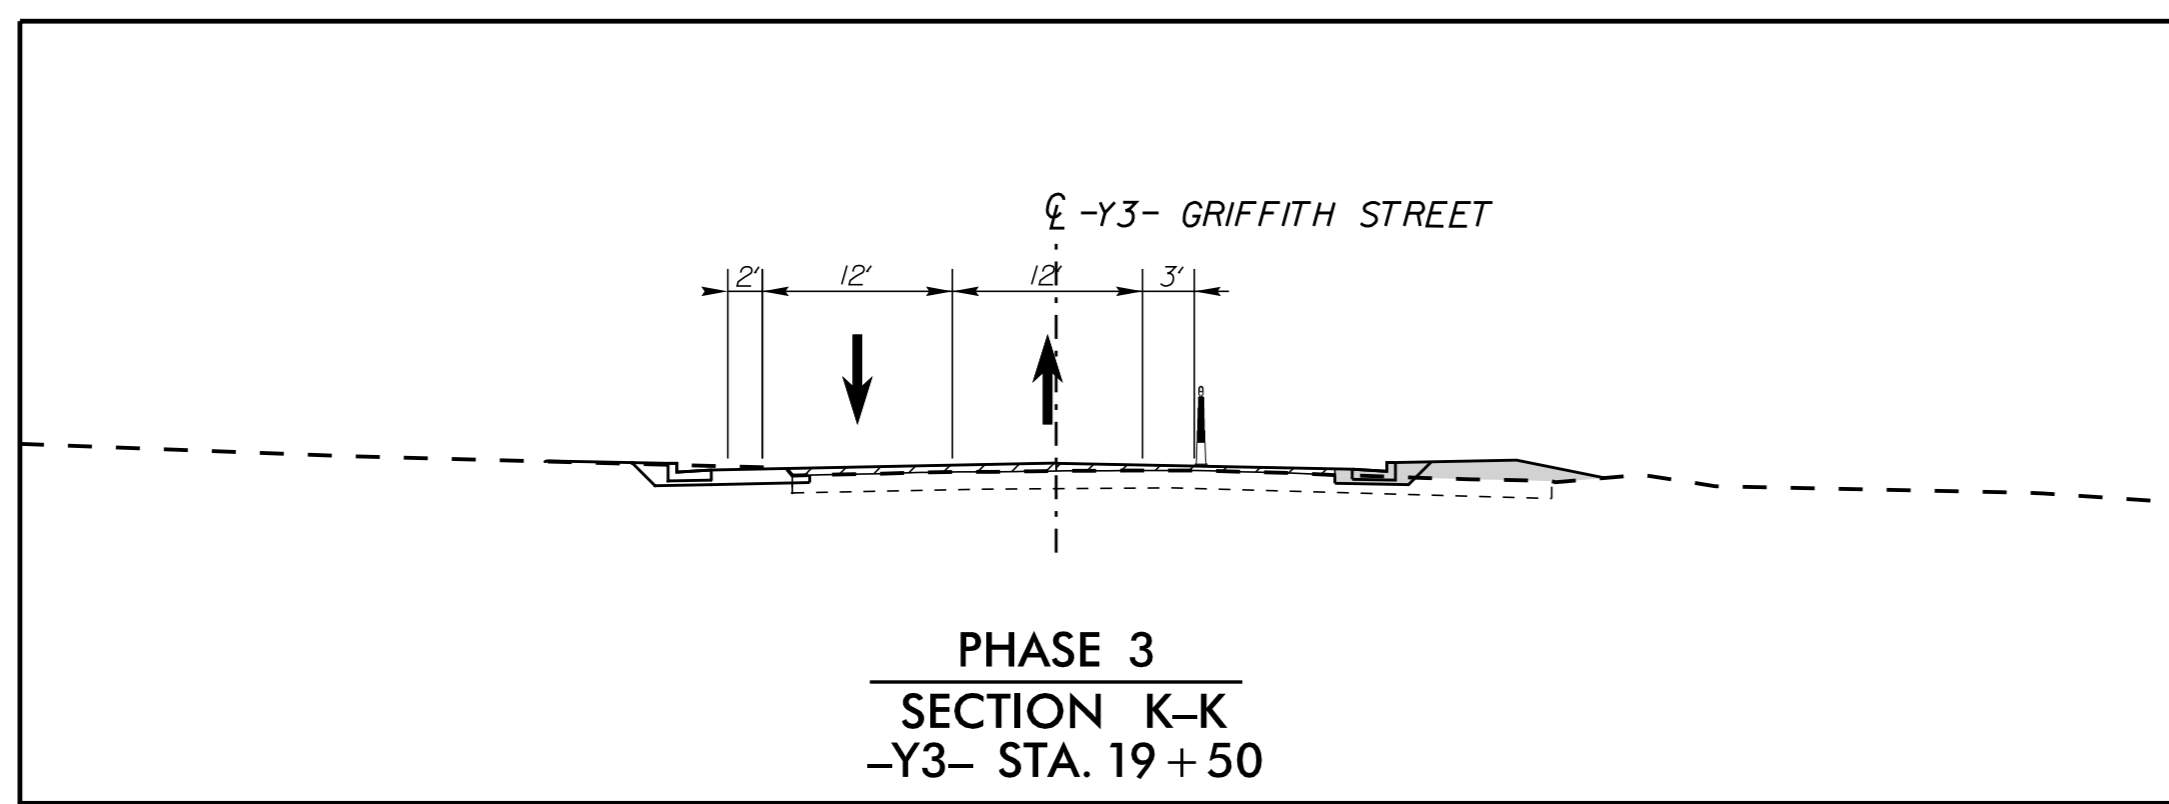 ℄ -Y3- GRIFFITH STREET
2' 12' 12' 3'
PHASE 3
SECTION K–K
–Y3– STA. 19+50